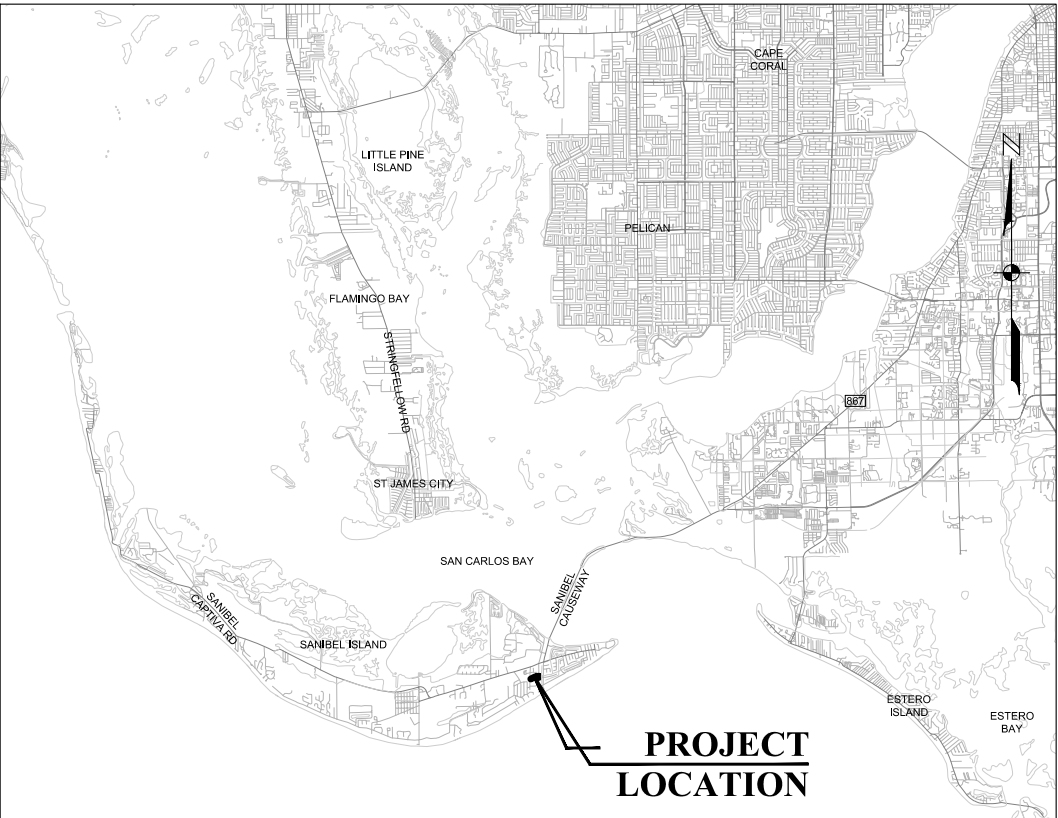 CAPE
CORAL
N
LITTLE PINE
ISLAND
PELICAN
FLAMINGO BAY
STRINGFELLOW RD
867
ST JAMES CITY
SAN CARLOS BAY
SANIBEL
CAUSEWAY
SANIBEL
CAPTIVA RD
SANIBEL ISLAND
ESTERO
ISLAND
ESTERO
BAY
PROJECT
LOCATION